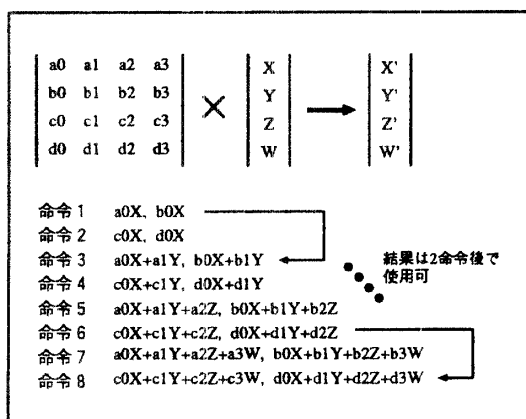 a0 a1 a2 a3 X X'
b0 b1 b2 b3 Y Y'
c0 c1 c2 c3 × Z → Z'
d0 d1 d2 d3 W W'
命令1 a0X, b0X
命令2 c0X, d0X
命令3 a0X+a1Y, b0X+b1Y
命令4 c0X+c1Y, d0X+d1Y
命令5 a0X+a1Y+a2Z, b0X+b1Y+b2Z
命令6 c0X+c1Y+c2Z, d0X+d1Y+d2Z
命令7 a0X+a1Y+a2Z+a3W, b0X+b1Y+b2Z+b3W
命令8 c0X+c1Y+c2Z+c3W, d0X+d1Y+d2Z+d3W
結果は2命令後で
使用可